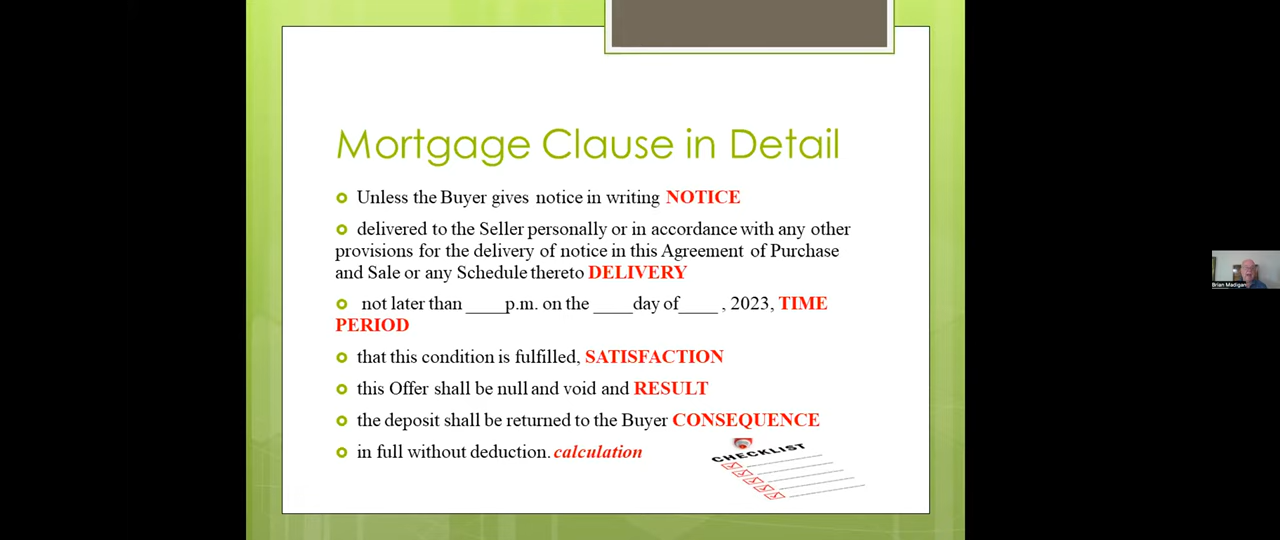 Mortgage Clause in Detail
Unless the Buyer gives notice in writing NOTICE
delivered to the Seller personally or in accordance with any other
provisions for the delivery of notice in this Agreement of Purchase
and Sale or any Schedule thereto DELIVERY
not later than ____p.m. on the ____day of____ , 2023, TIME
PERIOD
that this condition is fulfilled, SATISFACTION
this Offer shall be null and void and RESULT
the deposit shall be returned to the Buyer CONSEQUENCE
in full without deduction. calculation
CHECKLIST
Brian Madigan